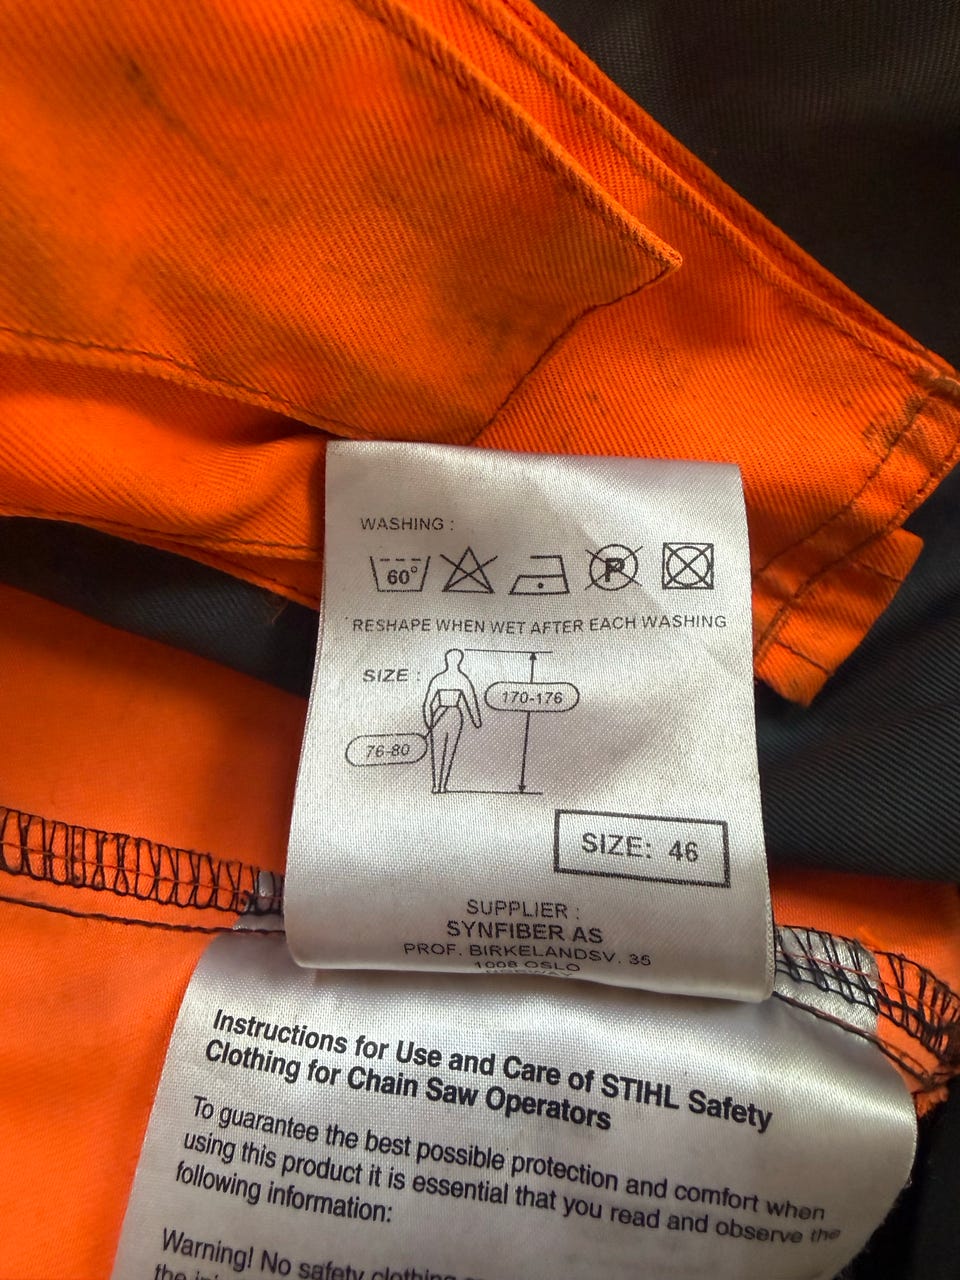 WASHING :
60°
P
RESHAPE WHEN WET AFTER EACH WASHING
SIZE :
170-176
76-80
SIZE: 46
SUPPLIER :
SYNFIBER AS
PROF. BIRKELANDSV. 35
1008 OSLO
NORWAY
Instructions for Use and Care of STIHL Safety
Clothing for Chain Saw Operators
To guarantee the best possible protection and comfort when
using this product it is essential that you read and observe the
following information:
Warning! No safety clothing
the